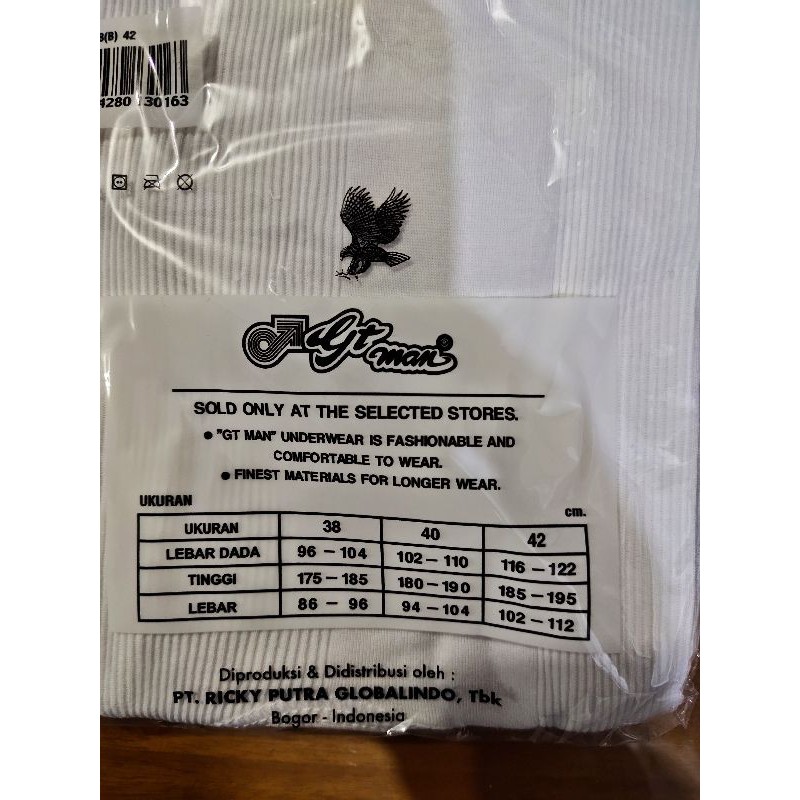 B(B) 42
4280 130163
Gt man
SOLD ONLY AT THE SELECTED STORES.
● "GT MAN" UNDERWEAR IS FASHIONABLE AND
COMFORTABLE TO WEAR.
● FINEST MATERIALS FOR LONGER WEAR.
UKURAN cm.
UKURAN 38 40 42
LEBAR DADA 96 – 104 102 – 110 116 – 122
TINGGI 175 – 185 180 – 190 185 – 195
LEBAR 86 – 96 94 – 104 102 – 112
Diproduksi & Didistribusi oleh :
PT. RICKY PUTRA GLOBALINDO, Tbk
Bogor - Indonesia